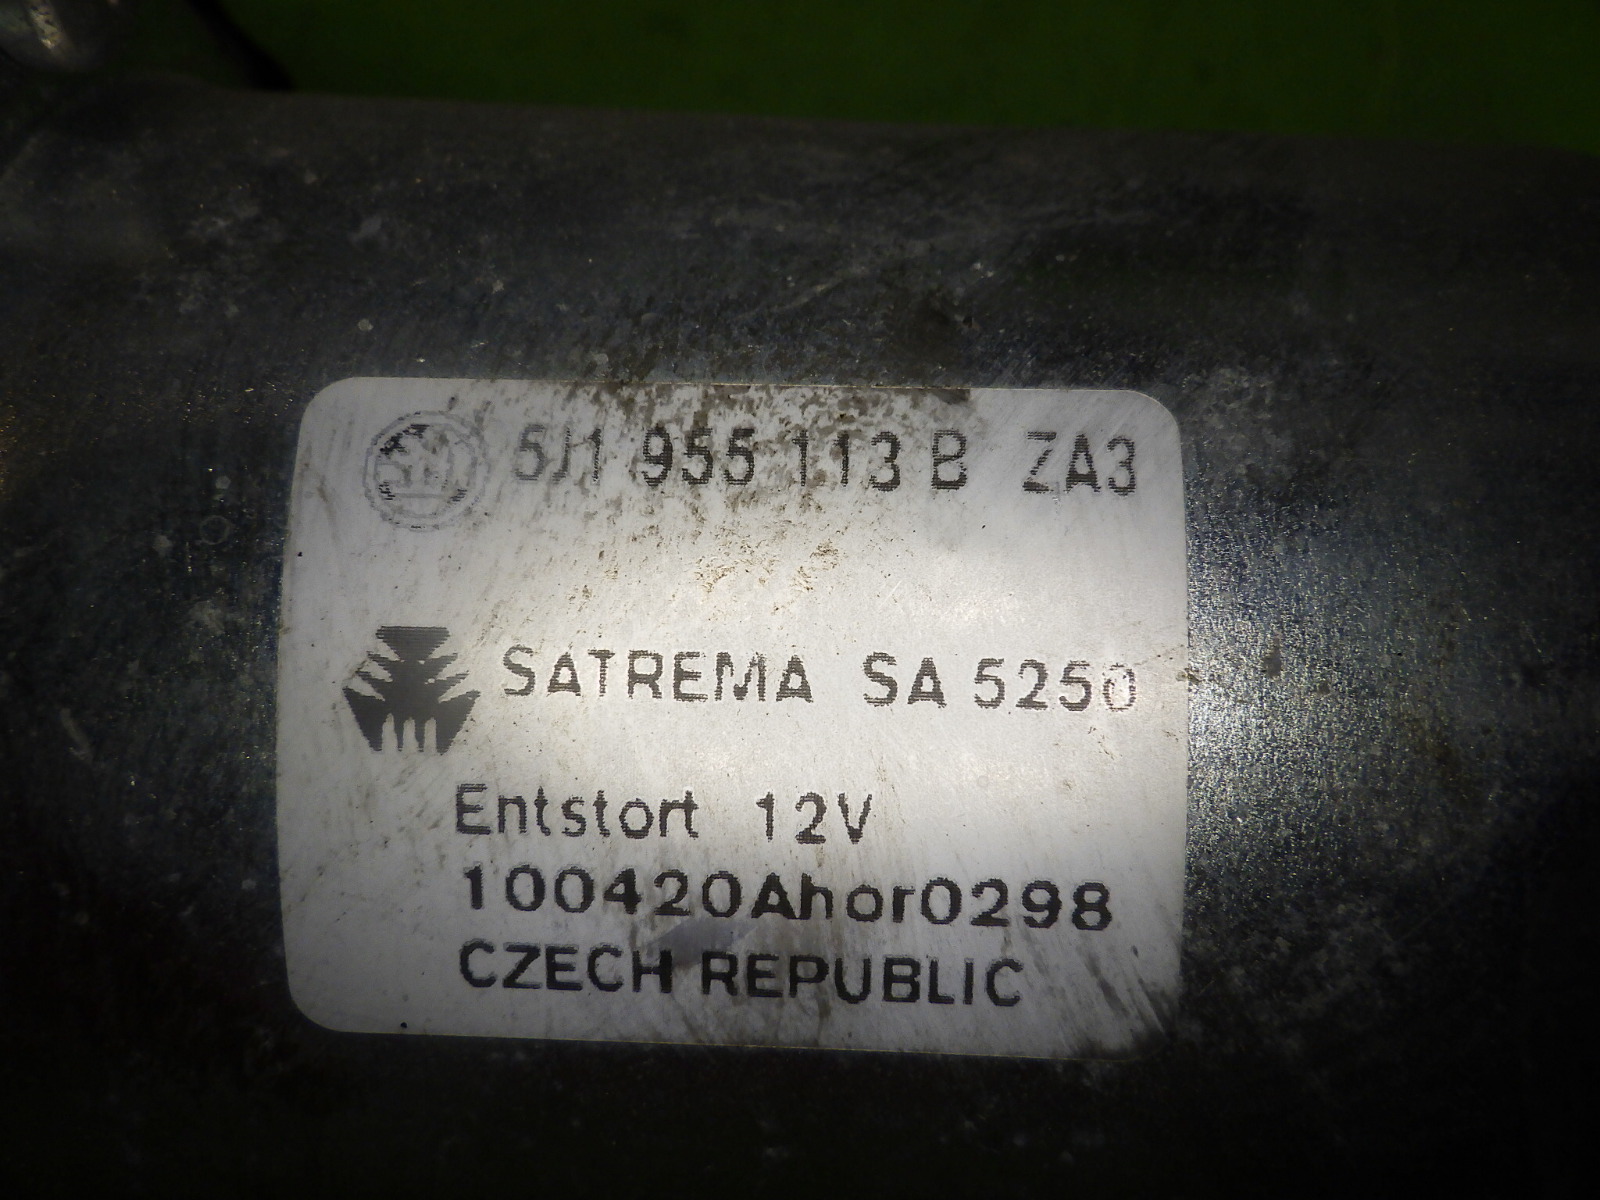 5J1 955 113 B ZA3
SATREMA SA 5250
Entstort 12V
100420Ahor0298
CZECH REPUBLIC